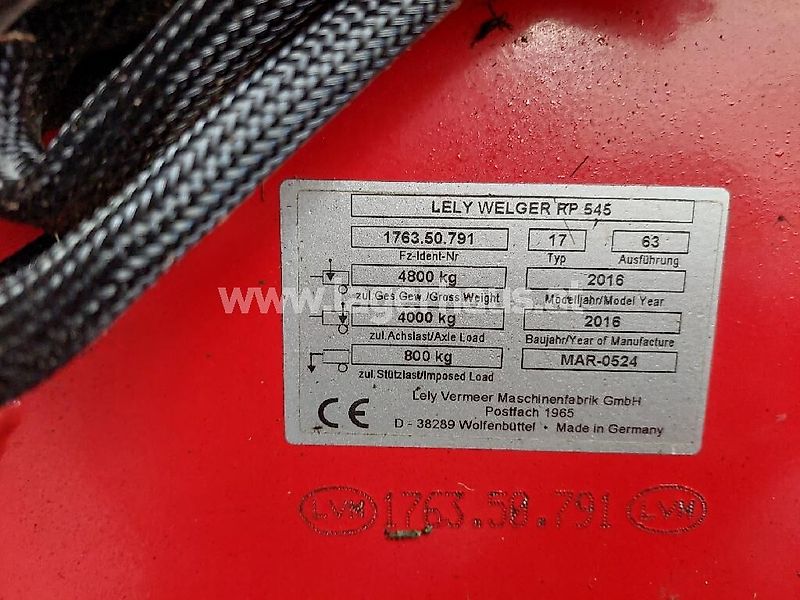 LELY WELGER RP 545
1763.50.791 17 63
Fz-Ident-Nr Typ Ausführung
4800 kg 2016
zul.Ges.Gew./Gross Weight Modelljahr/Model Year
4000 kg 2016
zul.Achslast/Axle Load Baujahr/Year of Manufacture
800 kg MAR-0524
zul.Stützlast/Imposed Load
CE
Lely Vermeer Maschinenfabrik GmbH
Postfach 1965
D - 38289 Wolfenbüttel • Made in Germany
LVM 1763.50.791 LVM
www.lagerhaus.at